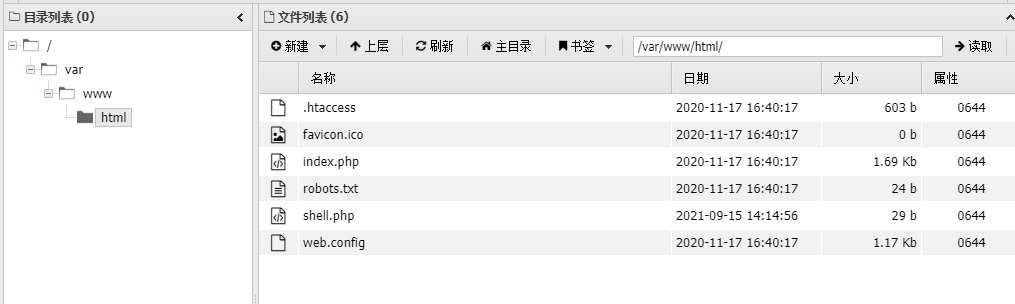 目录列表 (0)
/
var
www
html
文件列表 (6)
新建 上层 刷新 主目录 书签 /var/www/html/ 读取
名称 日期 大小 属性
.htaccess 2020-11-17 16:40:17 603 b 0644
favicon.ico 2020-11-17 16:40:17 0 b 0644
index.php 2020-11-17 16:40:17 1.69 Kb 0644
robots.txt 2020-11-17 16:40:17 24 b 0644
shell.php 2021-09-15 14:14:56 29 b 0644
web.config 2020-11-17 16:40:17 1.17 Kb 0644